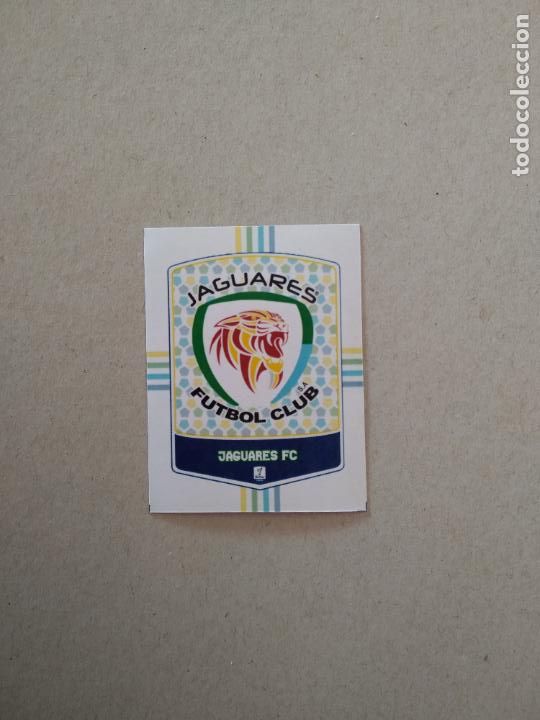 JAGUARES
FUTBOL CLUB
S.A
JAGUARES FC
todocoleccion